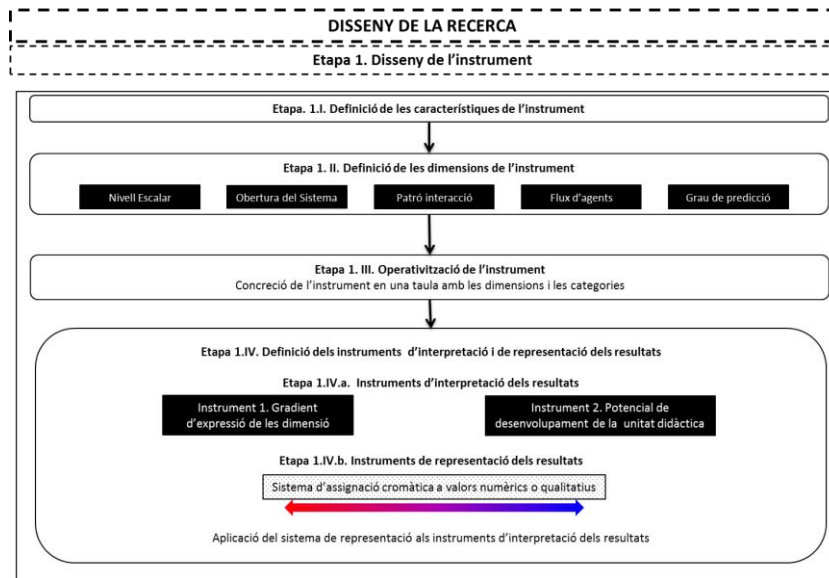 DISSENY DE LA RECERCA
Etapa 1. Disseny de l'instrument
Etapa. 1.I. Definició de les característiques de l'instrument
Etapa 1. II. Definició de les dimensions de l'instrument
Nivell Escalar
Obertura del Sistema
Patró interacció
Flux d'agents
Grau de predicció
Etapa 1. III. Operativització de l'instrument
Concreció de l'instrument en una taula amb les dimensions i les categories
Etapa 1.IV. Definició dels instruments d'interpretació i de representació dels resultats
Etapa 1.IV.a. Instruments d'interpretació dels resultats
Instrument 1. Gradient
d'expressió de les dimensió
Instrument 2. Potencial de
desenvolupament de la unitat didàctica
Etapa 1.IV.b. Instruments de representació dels resultats
Sistema d'assignació cromàtica a valors numèrics o qualitatius
Aplicació del sistema de representació als instruments d'interpretació dels resultats